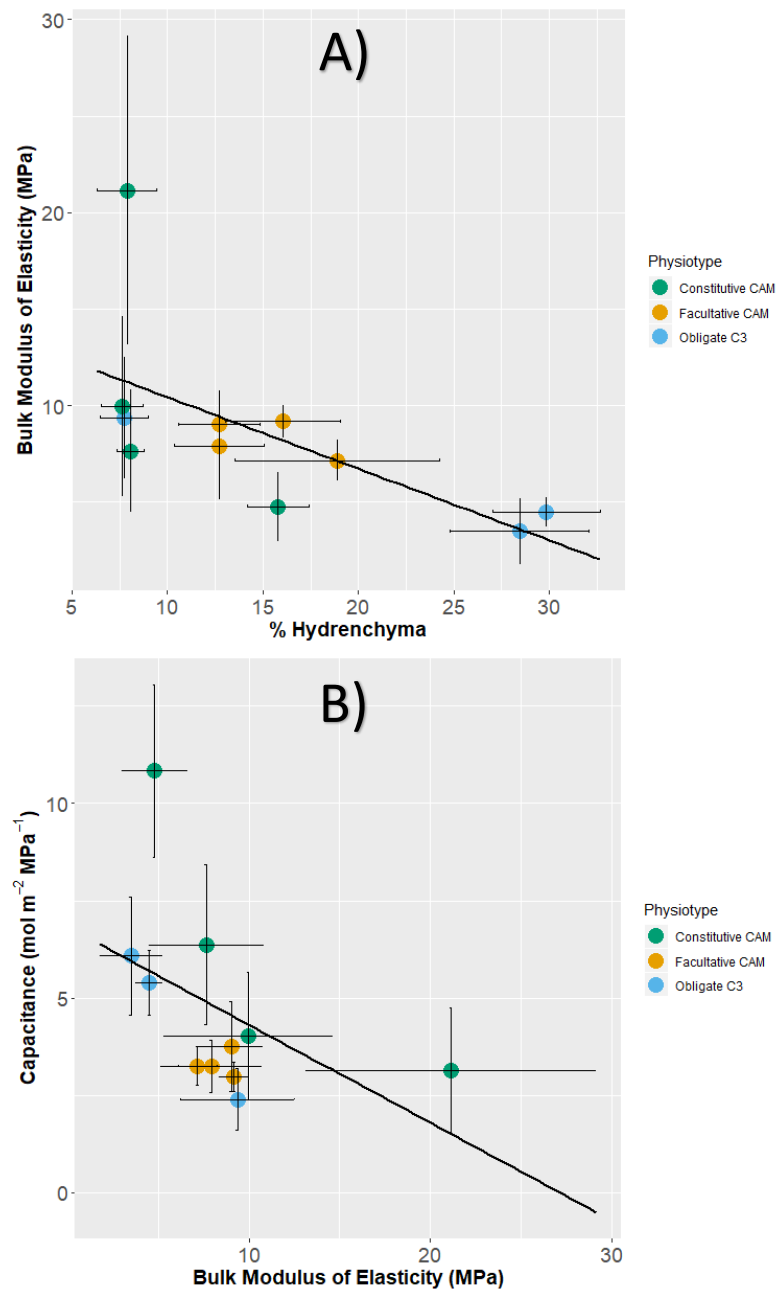 A)
30
20
10
Bulk Modulus of Elasticity (MPa)
5
10
15
20
25
30
% Hydrenchyma
Physiotype
Constitutive CAM
Facultative CAM
Obligate C3
B)
10
5
0
Capacitance (mol m⁻² MPa⁻¹)
10
20
30
Bulk Modulus of Elasticity (MPa)
Physiotype
Constitutive CAM
Facultative CAM
Obligate C3